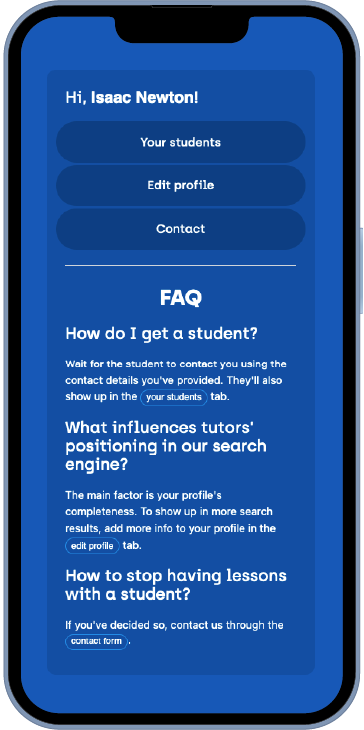 Hi, Isaac Newton!
Your students
Edit profile
Contact
FAQ
How do I get a student?
Wait for the student to contact you using the
contact details you've provided. They'll also
show up in the your students tab.
What influences tutors'
positioning in our search
engine?
The main factor is your profile's
completeness. To show up in more search
results, add more info to your profile in the
edit profile tab.
How to stop having lessons
with a student?
If you've decided so, contact us through the
contact form.